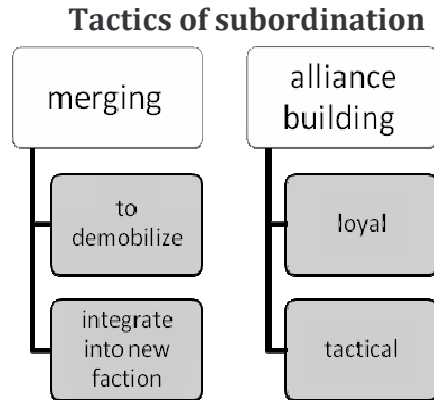 Tactics of subordination
merging
to
demobilize
integrate
into new
faction
alliance
building
loyal
tactical